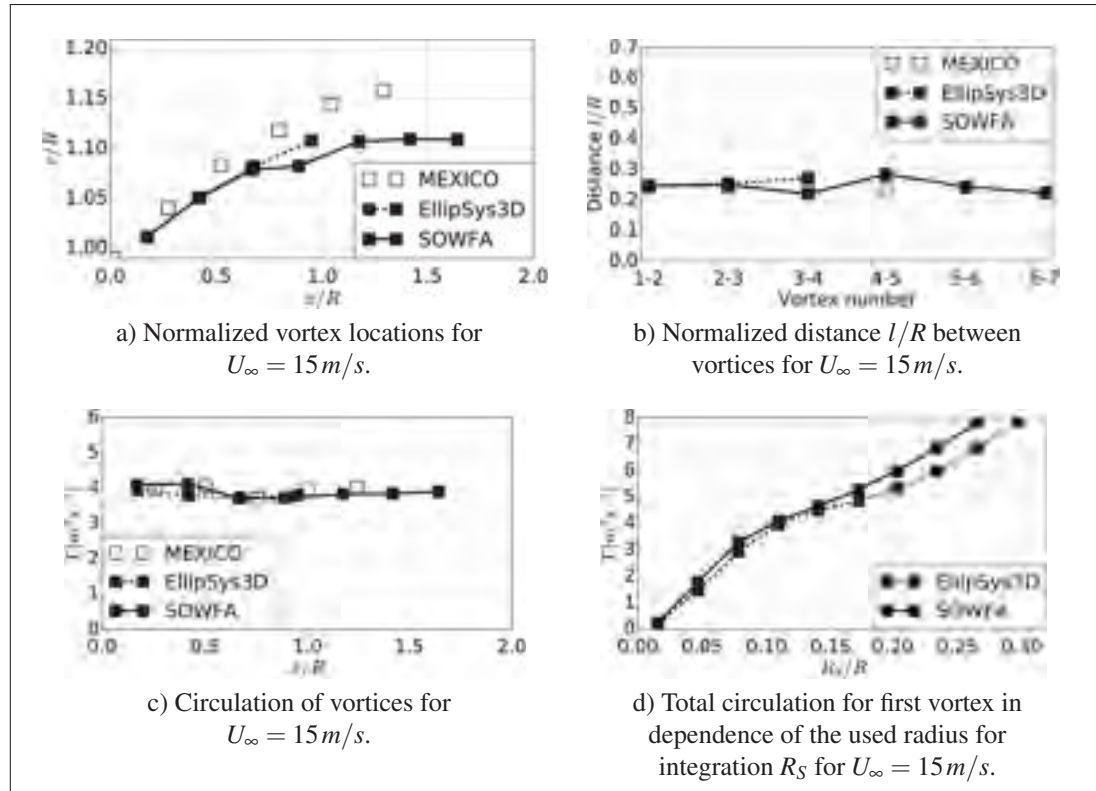 1.20
1.15
1.10
1.05
1.00
r/R
0.0 0.5 1.0 1.5 2.0
z/R
MEXICO
EllipSys3D
SOWFA
a) Normalized vortex locations for
U∞ = 15 m/s.
0.7
0.6
0.5
0.4
0.3
0.2
0.1
0.0
Distance l/R
1-2 2-3 3-4 4-5 5-6 6-7
Vortex number
MEXICO
EllipSys3D
SOWFA
b) Normalized distance l/R between
vortices for U∞ = 15 m/s.
6
5
4
3
2
1
0
0.0 0.5 1.0 1.5 2.0
z/R
MEXICO
EllipSys3D
SOWFA
c) Circulation of vortices for
U∞ = 15 m/s.
8
7
6
5
4
3
2
1
0
0.00 0.05 0.10 0.15 0.20 0.25 0.30
EllipSys3D
SOWFA
d) Total circulation for first vortex in
dependence of the used radius for
integration R_S for U∞ = 15 m/s.